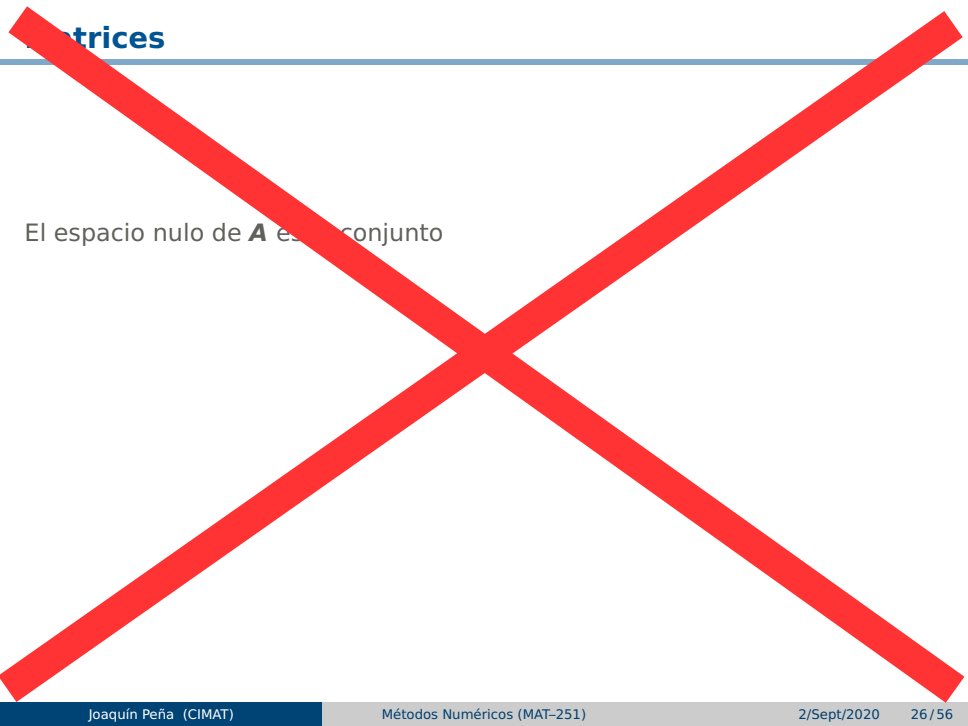 trices
El espacio nulo de A es conjunto
Joaquín Peña (CIMAT) Métodos Numéricos (MAT–251) 2/Sept/2020 26/56